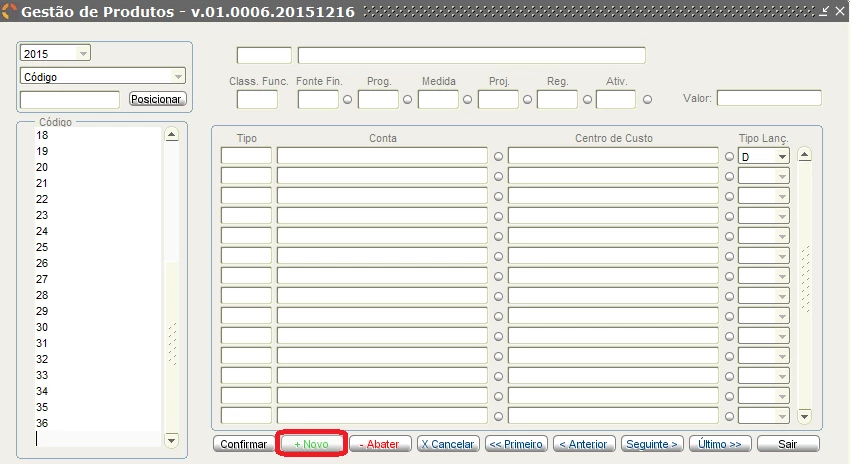 Gestão de Produtos - v.01.0006.20151216
2015
Código
Posicionar
Class. Func. Fonte Fin. Prog. Medida Proj. Reg. Ativ.
Valor:
Código
18
19
20
21
22
23
24
25
26
27
28
29
30
31
32
33
34
35
36
Tipo Conta Centro de Custo Tipo Lanç.
D
Confirmar + Novo - Abater X Cancelar << Primeiro < Anterior Seguinte > Último >> Sair